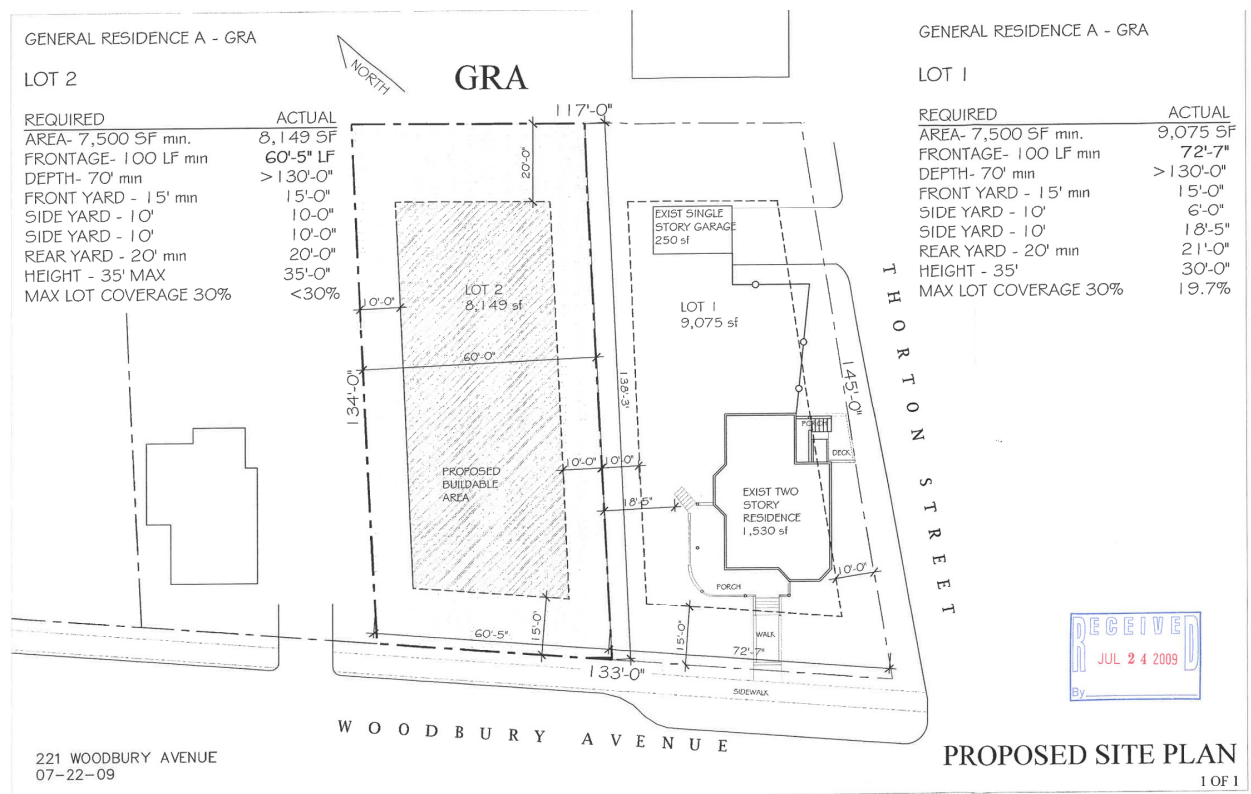 GENERAL RESIDENCE A - GRA
LOT 2
REQUIRED ACTUAL
AREA- 7,500 SF min. 8,149 SF
FRONTAGE- 100 LF min 60'-5" LF
DEPTH- 70' min >130'-0"
FRONT YARD - 15' min 15'-0"
SIDE YARD - 10' 10-0"
SIDE YARD - 10' 10'-0"
REAR YARD - 20' min 20'-0"
HEIGHT - 35' MAX 35'-0"
MAX LOT COVERAGE 30% <30%
NORTH
GRA
117'-0"
GENERAL RESIDENCE A - GRA
LOT 1
REQUIRED ACTUAL
AREA- 7,500 SF min. 9,075 SF
FRONTAGE- 100 LF min 72'-7"
DEPTH- 70' min >130'-0"
FRONT YARD - 15' min 15'-0"
SIDE YARD - 10' 6'-0"
SIDE YARD - 10' 18'-5"
REAR YARD - 20' min 21'-0"
HEIGHT - 35' 30'-0"
MAX LOT COVERAGE 30% 19.7%
20'-0"
EXIST SINGLE
STORY GARAGE
250 sf
LOT 2
8,149 sf
10'-0"
LOT 1
9,075 sf
60'-0"
134'-0"
138'-3"
145'-0"
THORTON STREET
PORCH
DECK
PROPOSED
BUILDABLE
AREA
10'-0"
10'-0"
18'-5"
EXIST TWO
STORY
RESIDENCE
1,530 sf
10'-0"
PORCH
15'-0"
15'-0"
60'-5"
WALK
72'-7"
133'-0"
SIDEWALK
WOODBURY AVENUE
RECEIVED
JUL 24 2009
By
221 WOODBURY AVENUE
07-22-09
PROPOSED SITE PLAN
1 OF 1